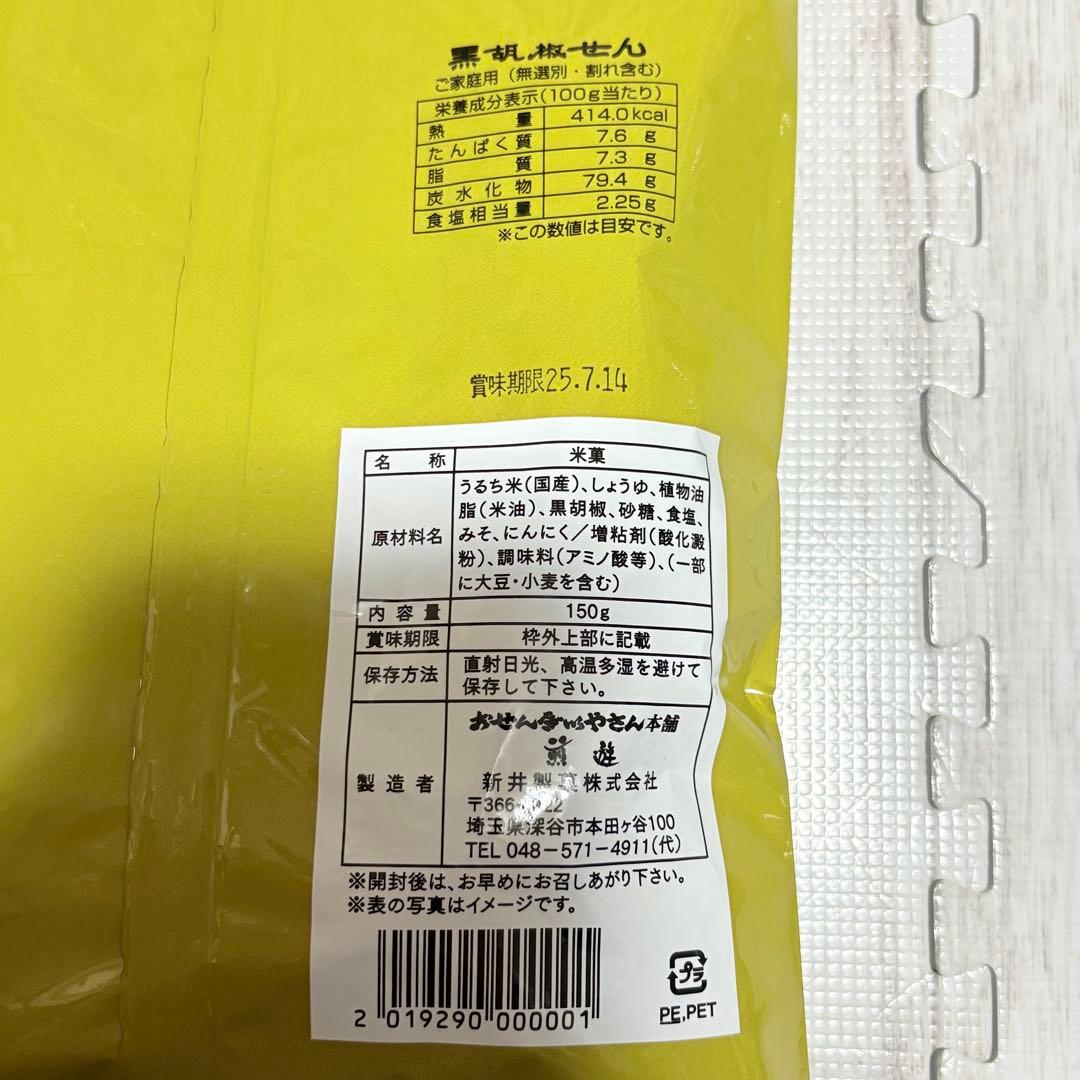 黒胡椒せん
ご家庭用（無選別・割れ含む）
栄養成分表示(100g当たり)
熱量 414.0kcal
たんぱく質 7.6 g
脂質 7.3 g
炭水化物 79.4 g
食塩相当量 2.25g
※この数値は目安です。
賞味期限25.7.14
名称 米菓
原材料名 うるち米(国産)、しょうゆ、植物油
脂(米油)、黒胡椒、砂糖、食塩、
みそ、にんにく／増粘剤(酸化澱
粉)、調味料(アミノ酸等)、(一部
に大豆・小麦を含む)
内容量 150g
賞味期限 枠外上部に記載
保存方法 直射日光、高温多湿を避けて
保存して下さい。
製造者 おせんべいやさん本舗
煎遊
新井製菓株式会社
埼玉県深谷市本田ヶ谷100
TEL 048-571-4911(代)
※開封後は、お早めにお召しあがり下さい。
※表の写真はイメージです。
2 019290 000001
プラ
PE,PET